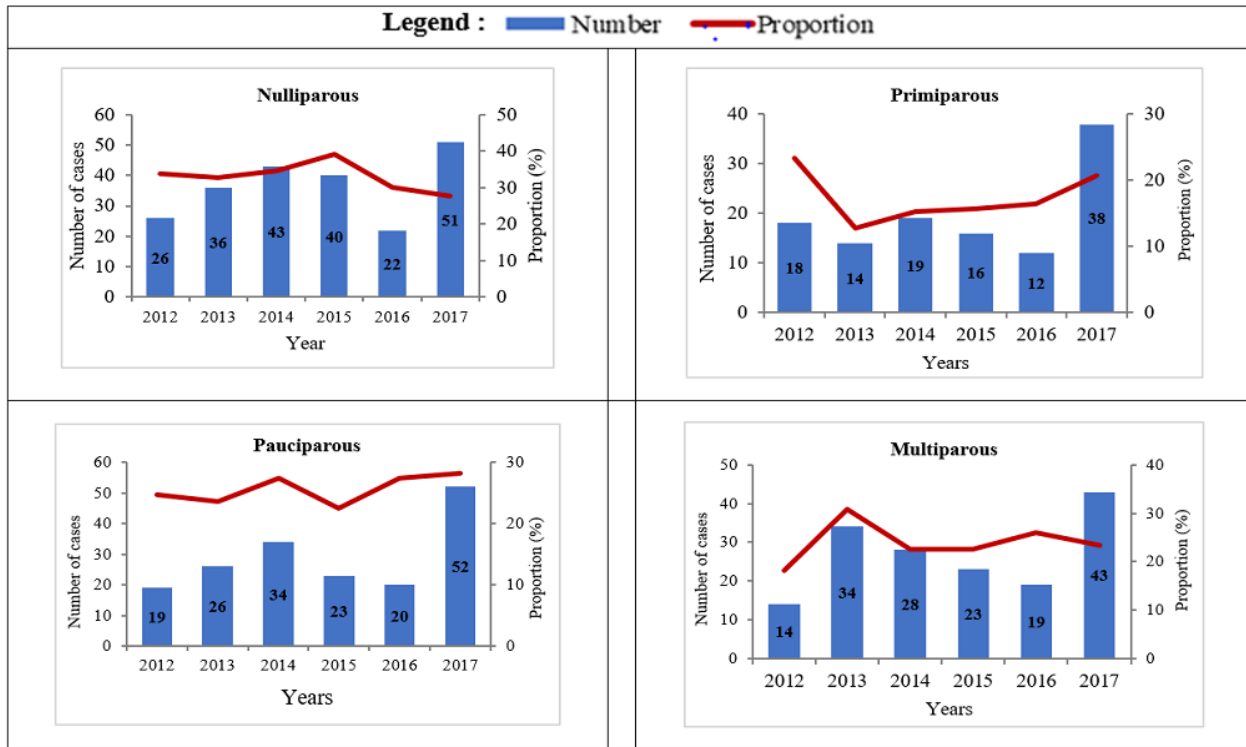 Legend : Number Proportion
Nulliparous
Number of cases
60
50
40
30
20
10
0
26 36 43 40 22 51
50
40
30
20
10
0
Proportion (%)
2012 2013 2014 2015 2016 2017
Year
Primiparous
Number of cases
40
30
20
10
0
18 14 19 16 12 38
30
20
10
0
Proportion (%)
2012 2013 2014 2015 2016 2017
Years
Pauciparous
Number of cases
60
50
40
30
20
10
0
19 26 34 23 20 52
30
20
10
0
Proportion (%)
2012 2013 2014 2015 2016 2017
Years
Multiparous
Number of cases
50
40
30
20
10
0
14 34 28 23 19 43
40
30
20
10
0
Proportion (%)
2012 2013 2014 2015 2016 2017
Years